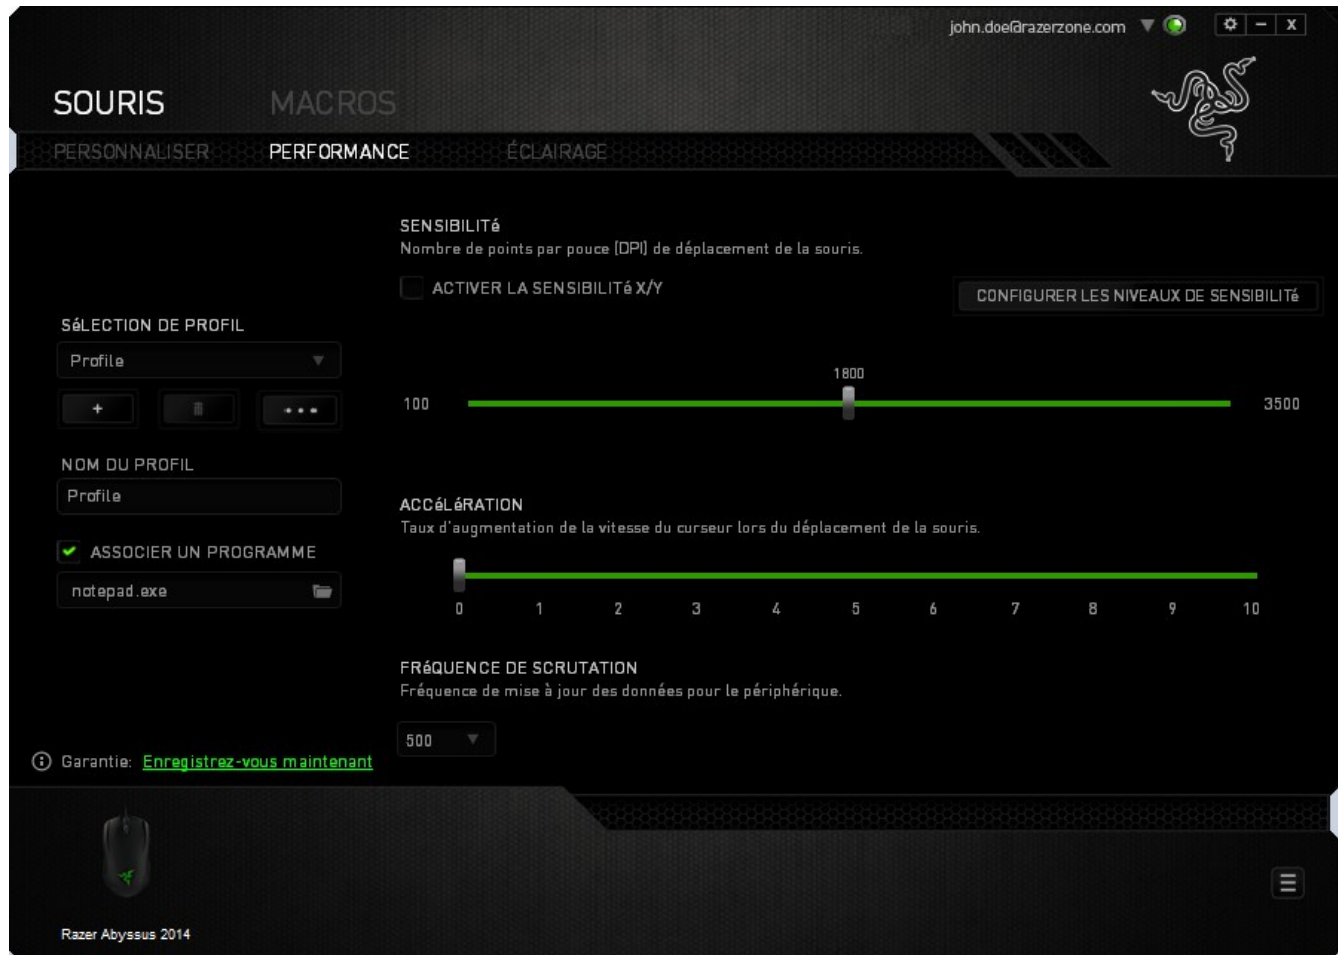 john.doe@razerzone.com
SOURIS MACROS
PERSONNALISER PERFORMANCE ÉCLAIRAGE
SENSIBILITé
Nombre de points par pouce (DPI) de déplacement de la souris.
ACTIVER LA SENSIBILITé X/Y
CONFIGURER LES NIVEAUX DE SENSIBILITé
SéLECTION DE PROFIL
Profile
1800
100 3500
NOM DU PROFIL
Profile
ACCéLéRATION
Taux d'augmentation de la vitesse du curseur lors du déplacement de la souris.
ASSOCIER UN PROGRAMME
notepad.exe
0 1 2 3 4 5 6 7 8 9 10
FRéQUENCE DE SCRUTATION
Fréquence de mise à jour des données pour le périphérique.
500
Garantie: Enregistrez-vous maintenant
Razer Abyssus 2014